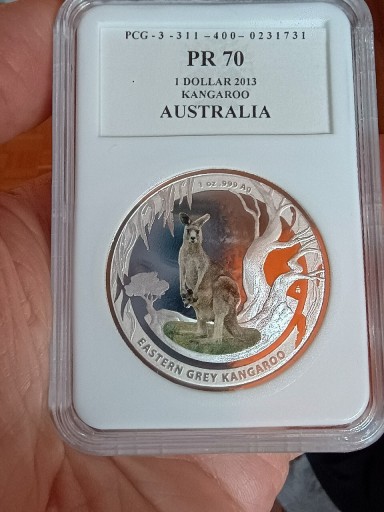 PCG-3-311-400-0231731
PR 70
1 DOLLAR 2013
KANGAROO
AUSTRALIA
1 oz .999 Ag
EASTERN GREY KANGAROO